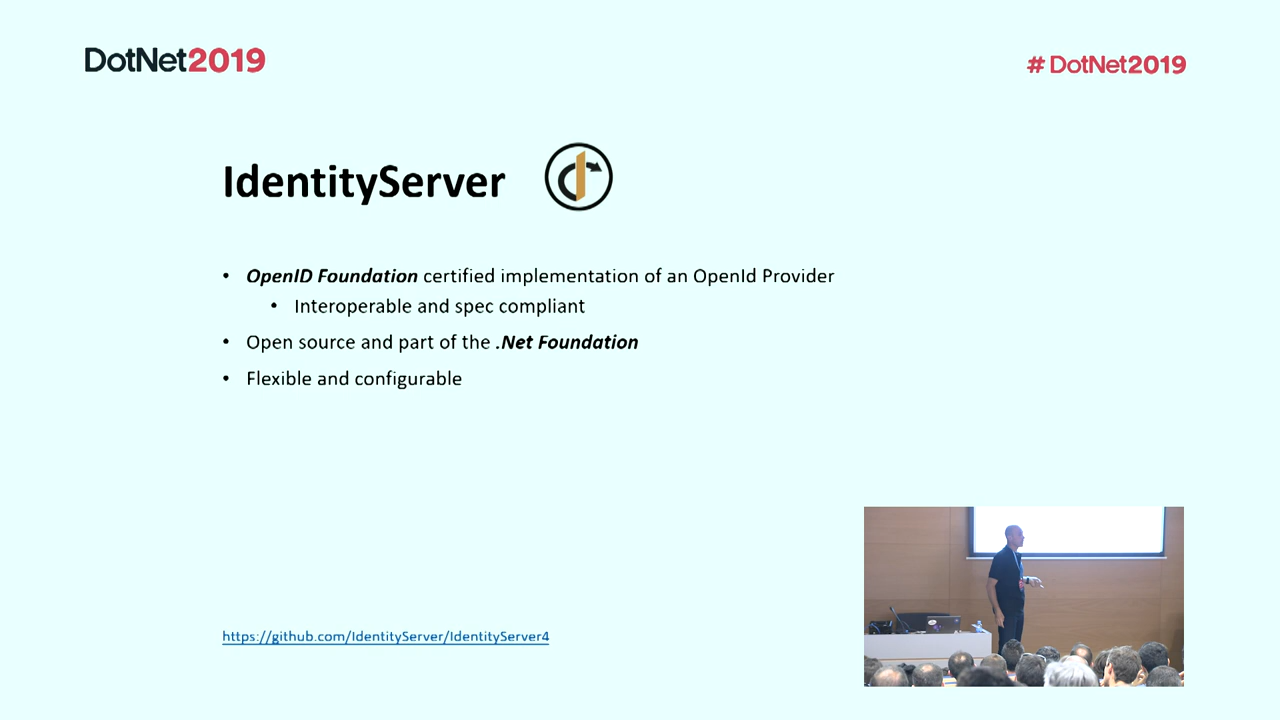 DotNet2019
# DotNet2019
IdentityServer
• OpenID Foundation certified implementation of an OpenId Provider
• Interoperable and spec compliant
• Open source and part of the .Net Foundation
• Flexible and configurable
https://github.com/IdentityServer/IdentityServer4